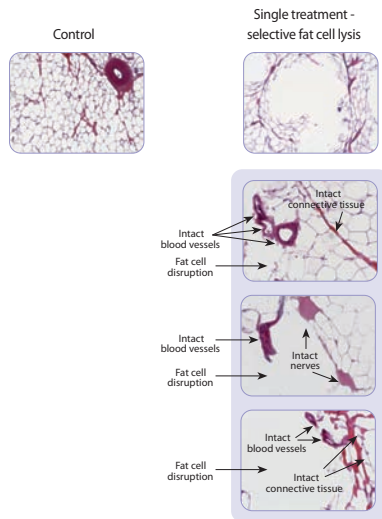 Control
Single treatment -
selective fat cell lysis
Intact
connective tissue
Intact
blood vessels
Fat cell
disruption
Intact
blood vessels
Intact
nerves
Fat cell
disruption
Intact
blood vessels
Fat cell
disruption
Intact
connective tissue